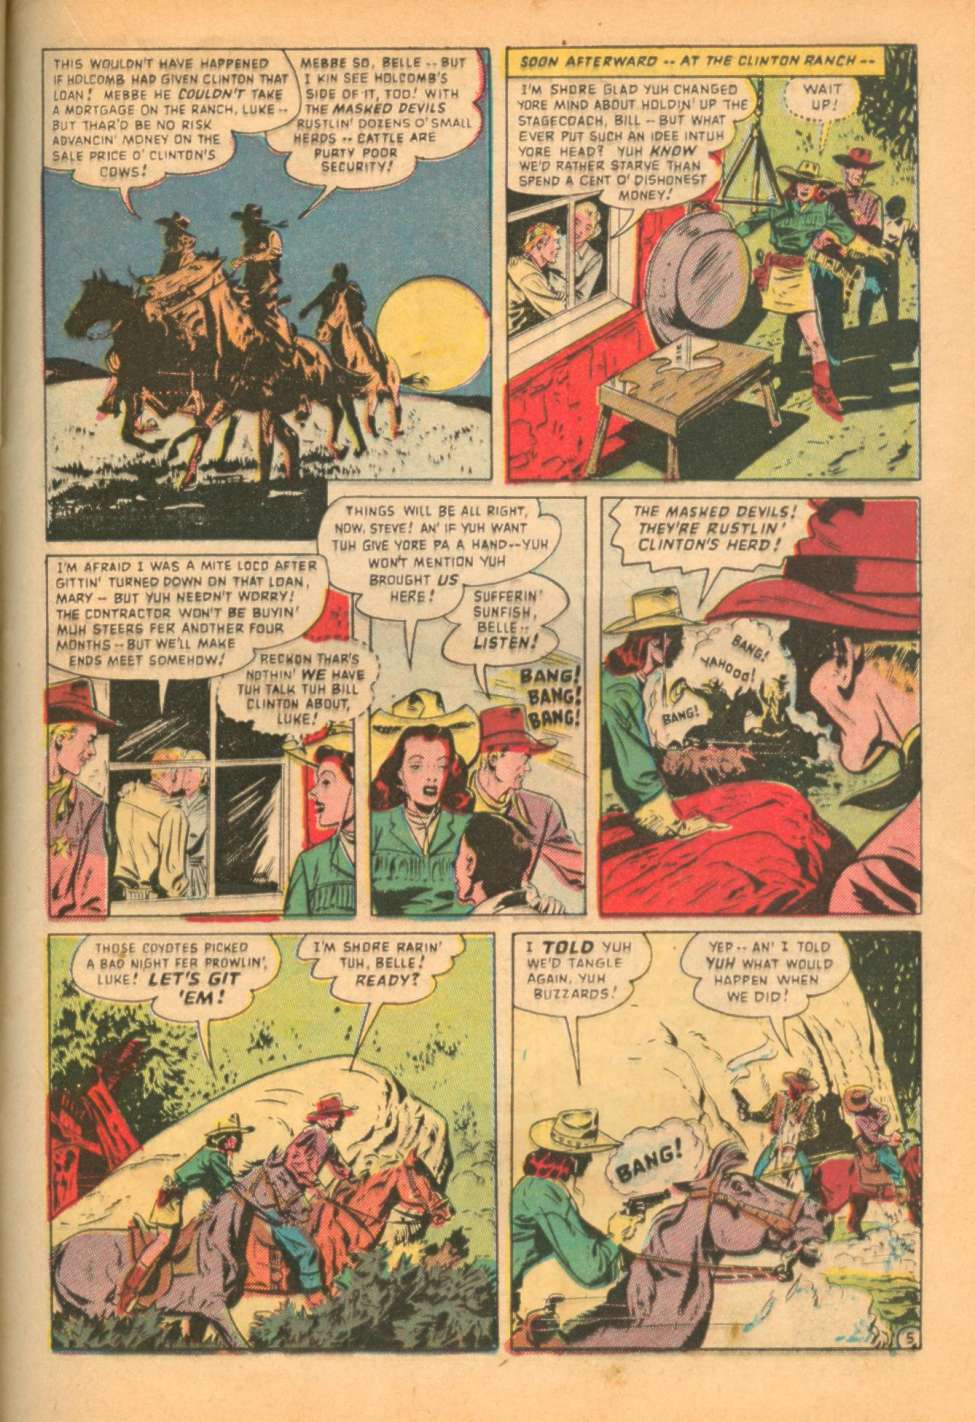 THIS WOULDN'T HAVE HAPPENED
IF HOLCOMB HAD GIVEN CLINTON THAT
LOAN! MEBBE HE COULDN'T TAKE
A MORTGAGE ON THE RANCH, LUKE--
BUT THAR'D BE NO RISK
ADVANCIN' MONEY ON THE
SALE PRICE O' CLINTON'S
COWS!
MEBBE SO, BELLE -- BUT
I KIN SEE HOLCOMB'S
SIDE OF IT, TOO! WITH
THE MASKED DEVILS
RUSTLIN' DOZENS O' SMALL
HERDS -- CATTLE ARE
PURTY POOR
SECURITY!
SOON AFTERWARD -- AT THE CLINTON RANCH --
I'M SHORE GLAD YUH CHANGED
YORE MIND ABOUT HOLDIN' UP THE
STAGECOACH, BILL -- BUT WHAT
EVER PUT SUCH AN IDEE INTUH
YORE HEAD? YUH KNOW
WE'D RATHER STARVE THAN
SPEND A CENT O' DISHONEST
MONEY!
WAIT
UP!
I'M AFRAID I WAS A MITE LOCO AFTER
GITTIN' TURNED DOWN ON THAT LOAN,
MARY -- BUT YUH NEEDN'T WORRY!
THE CONTRACTOR WON'T BE BUYIN'
MUH STEERS FER ANOTHER FOUR
MONTHS -- BUT WE'LL MAKE
ENDS MEET SOMEHOW!
RECKON THAR'S
NOTHIN' WE HAVE
TUH TALK TUH BILL
CLINTON ABOUT,
LUKE!
THINGS WILL BE ALL RIGHT,
NOW, STEVE! AN' IF YUH WANT
TUH GIVE YORE PA A HAND--YUH
WON'T MENTION YUH
BROUGHT US
HERE!
SUFFERIN'
SUNFISH,
BELLE --
LISTEN!
BANG!
BANG!
BANG!
THE MASKED DEVILS!
THEY'RE RUSTLIN'
CLINTON'S HERD!
BANG!
YAHOOO!
BANG!
THOSE COYOTES PICKED
A BAD NIGHT FER PROWLIN',
LUKE! LET'S GIT
'EM!
I'M SHORE RARIN'
TUH, BELLE!
READY?
I TOLD YUH
WE'D TANGLE
AGAIN, YUH
BUZZARDS!
YEP -- AN' I TOLD
YUH WHAT WOULD
HAPPEN WHEN
WE DID!
BANG!
5